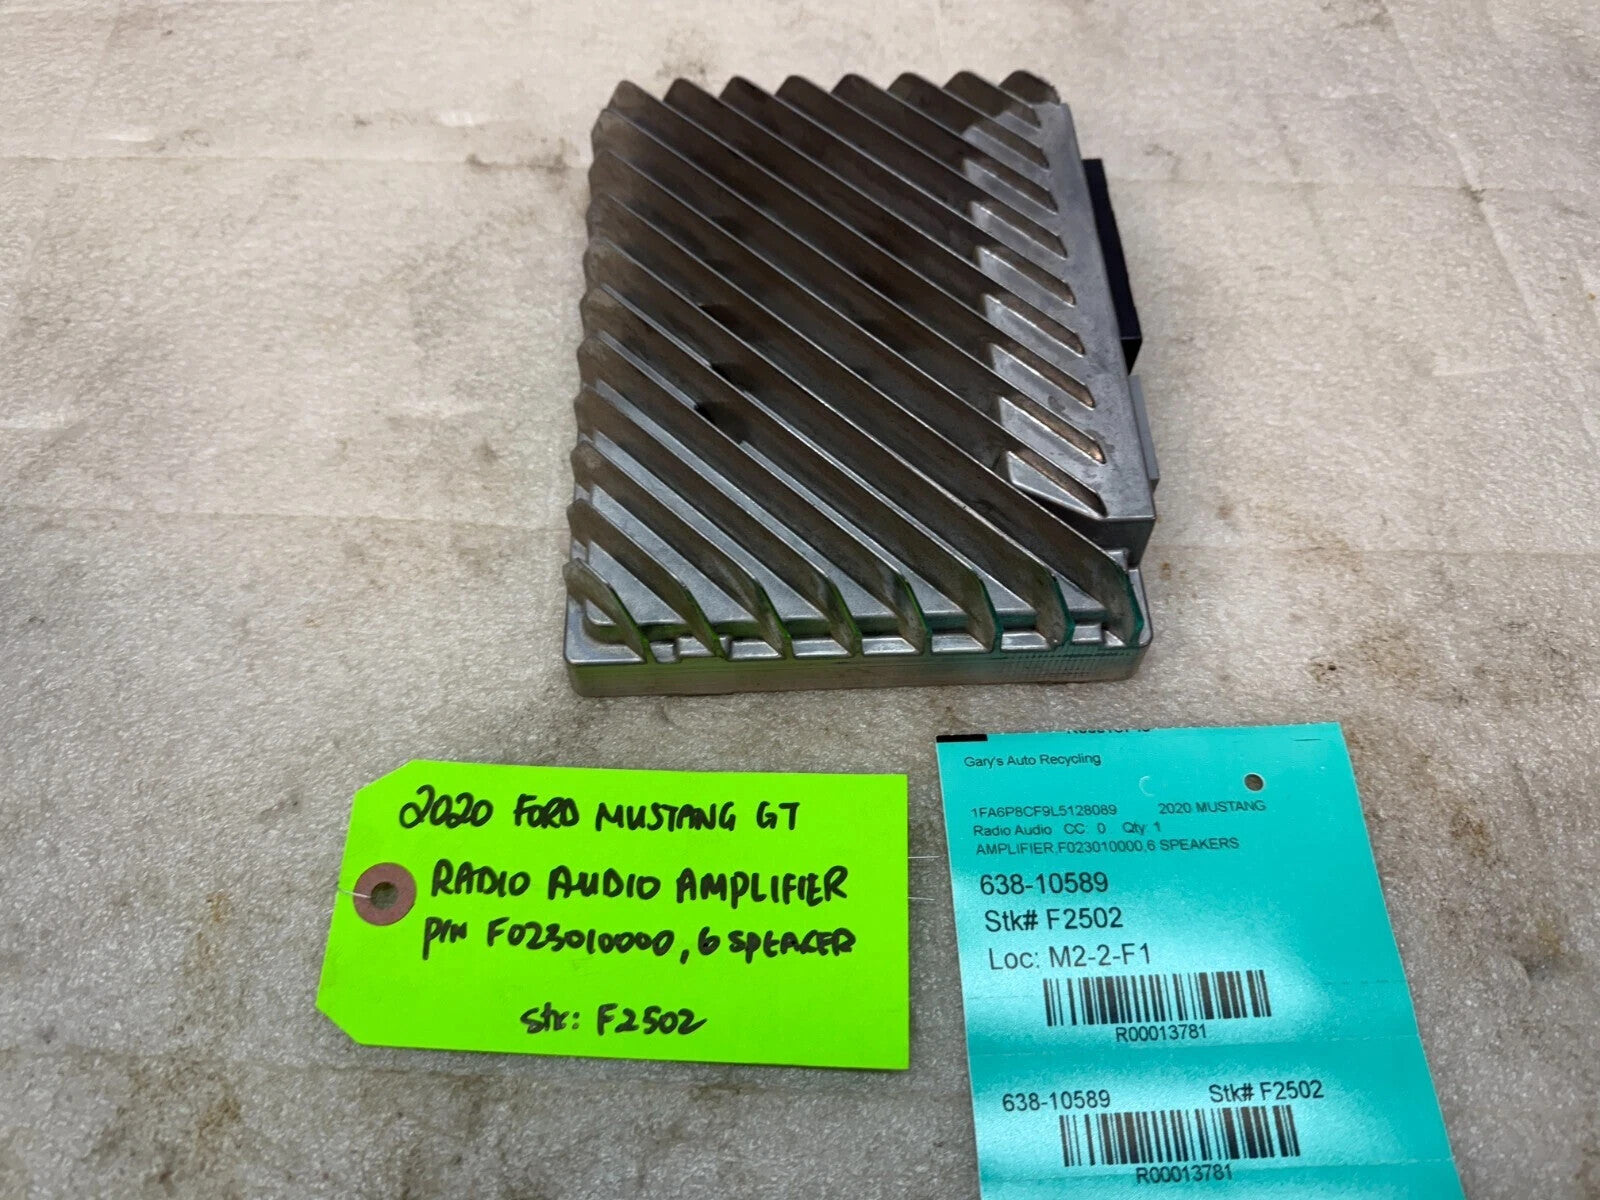 2020 FORD MUSTANG GT
RADIO AUDIO AMPLIFIER
P/N F023010000, 6 SPEAKER
Stk: F2502
Gary's Auto Recycling
1FA6P8CF9L5128089 2020 MUSTANG
Radio Audio CC: 0 Qty: 1
AMPLIFIER,F023010000,6 SPEAKERS
638-10589
Stk# F2502
Loc: M2-2-F1
R00013781
638-10589 Stk# F2502
R00013781